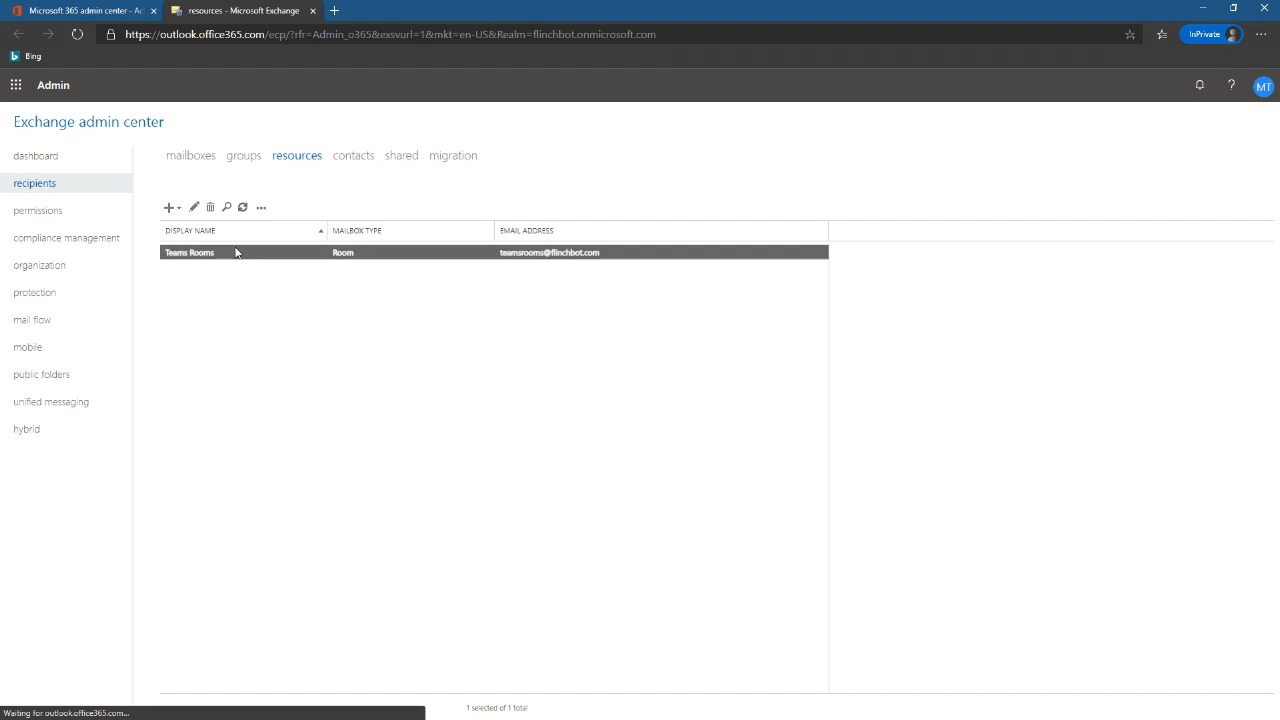 Microsoft 365 admin center - Ac
resources - Microsoft Exchange
https://outlook.office365.com/ecp/?rfr=Admin_o365&exsvurl=1&mkt=en-US&Realm=flinchbot.onmicrosoft.com
InPrivate
Bing
Admin
MT
Exchange admin center
dashboard
recipients
permissions
compliance management
organization
protection
mail flow
mobile
public folders
unified messaging
hybrid
mailboxes groups resources contacts shared migration
DISPLAY NAME MAILBOX TYPE EMAIL ADDRESS
Teams Rooms Room teamsrooms@flinchbot.com
1 selected of 1 total
Waiting for outlook.office365.com...